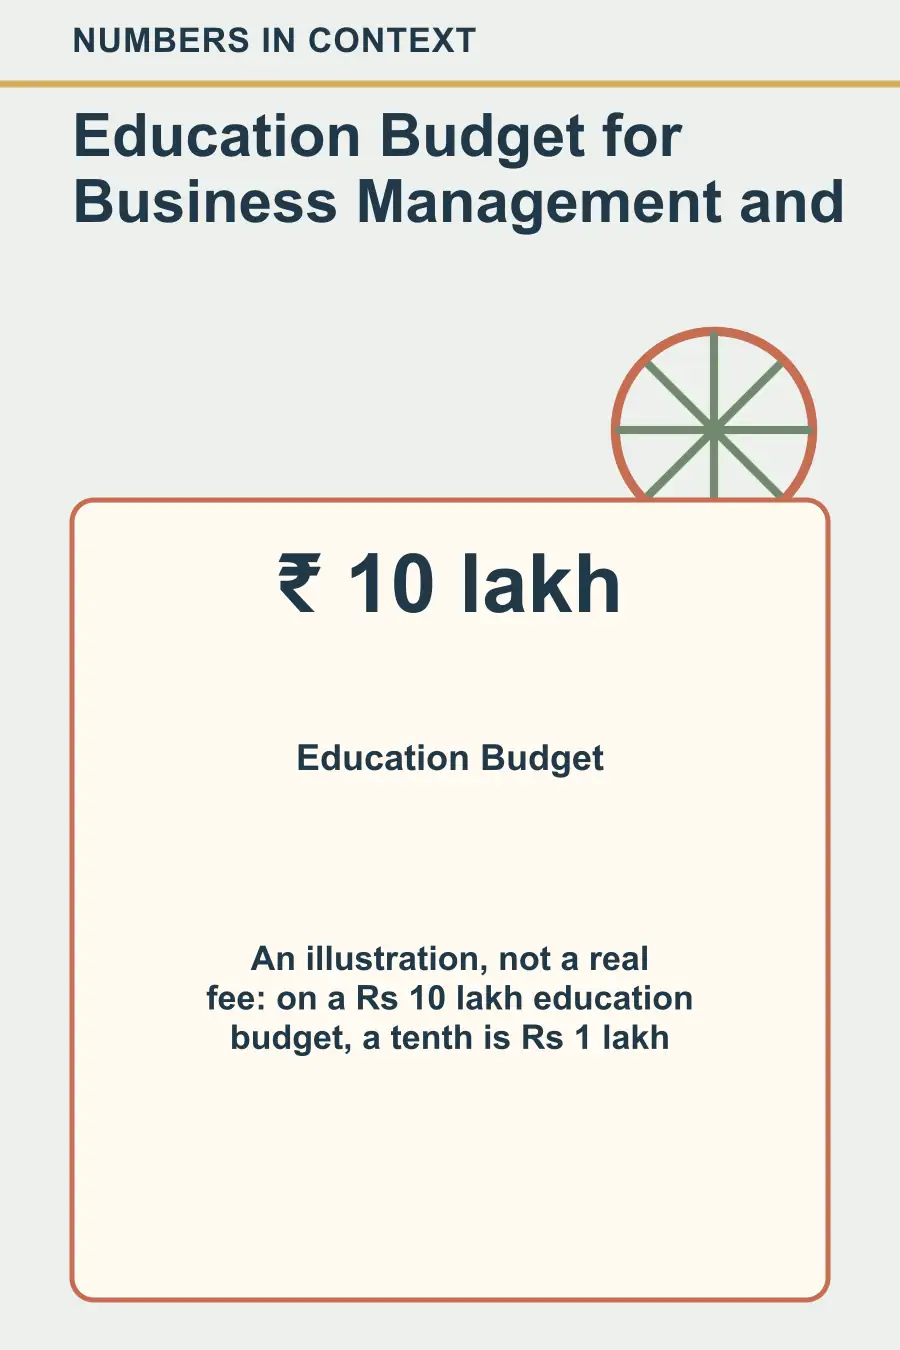 NUMBERS IN CONTEXT
Education Budget for
Business Management and
₹ 10 lakh
Education Budget
An illustration, not a real
fee: on a Rs 10 lakh education
budget, a tenth is Rs 1 lakh